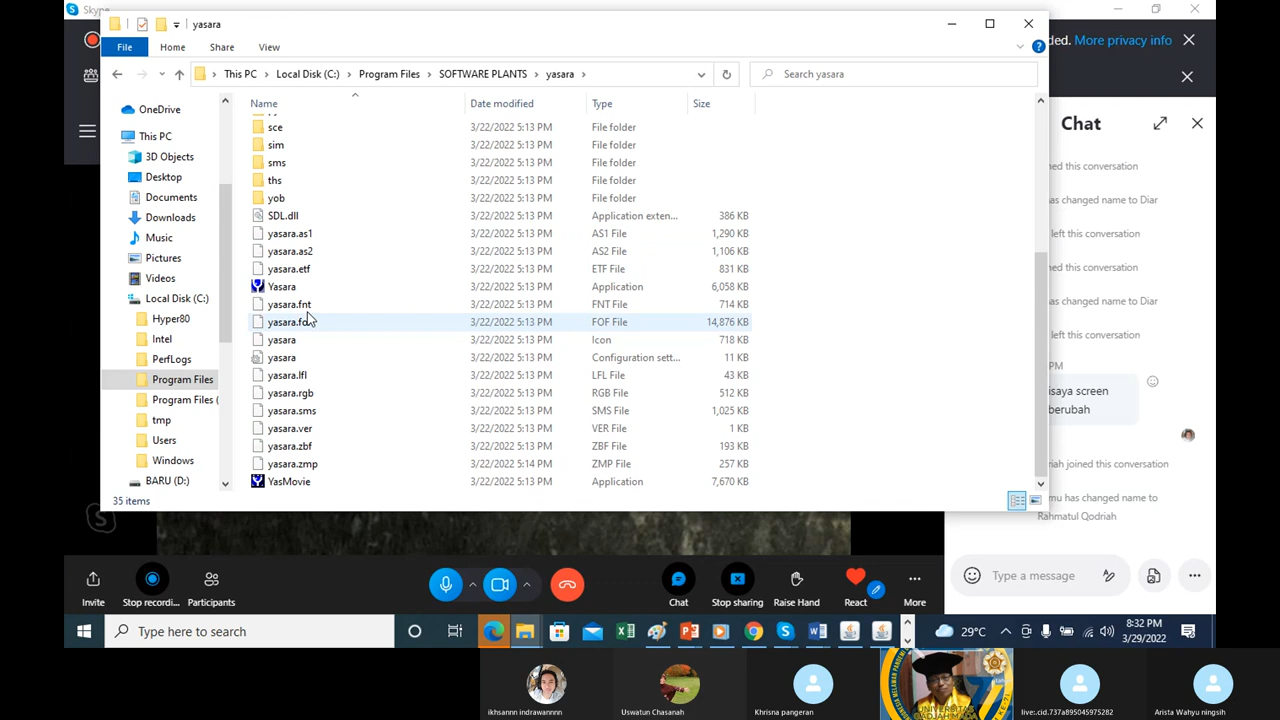 Skype
yasara
File Home Share View
This PC > Local Disk (C:) > Program Files > SOFTWARE PLANTS > yasara >
Search yasara
ded. More privacy info
Name Date modified Type Size
OneDrive
This PC
3D Objects
Desktop
Documents
Downloads
Music
Pictures
Videos
Local Disk (C:)
Hyper80
Intel
PerfLogs
Program Files
Program Files (
tmp
Users
Windows
BARU (D:)
sce 3/22/2022 5:13 PM File folder
sim 3/22/2022 5:13 PM File folder
sms 3/22/2022 5:13 PM File folder
ths 3/22/2022 5:13 PM File folder
yob 3/22/2022 5:13 PM File folder
SDL.dll 3/22/2022 5:13 PM Application exten... 386 KB
yasara.as1 3/22/2022 5:13 PM AS1 File 1,290 KB
yasara.as2 3/22/2022 5:13 PM AS2 File 1,106 KB
yasara.etf 3/22/2022 5:13 PM ETF File 831 KB
Yasara 3/22/2022 5:13 PM Application 6,058 KB
yasara.fnt 3/22/2022 5:13 PM FNT File 714 KB
yasara.fof 3/22/2022 5:13 PM FOF File 14,876 KB
yasara 3/22/2022 5:13 PM Icon 718 KB
yasara 3/22/2022 5:13 PM Configuration sett... 11 KB
yasara.lfl 3/22/2022 5:13 PM LFL File 43 KB
yasara.rgb 3/22/2022 5:13 PM RGB File 512 KB
yasara.sms 3/22/2022 5:13 PM SMS File 1,025 KB
yasara.ver 3/22/2022 5:13 PM VER File 1 KB
yasara.zbf 3/22/2022 5:13 PM ZBF File 193 KB
yasara.zmp 3/22/2022 5:14 PM ZMP File 257 KB
YasMovie 3/22/2022 5:13 PM Application 7,670 KB
35 items
Chat
ned this conversation
as changed name to Diar
left this conversation
ned this conversation
as changed name to Diar
left this conversation
PM
isaya screen
berubah
iah joined this conversation
mu has changed name to
Rahmatul Qodriah
Type a message
Invite Stop recordi... Participants Chat Stop sharing Raise Hand React More
Type here to search
29°C
8:32 PM
3/29/2022
UNIVERSITAS
ikhsannn indrawannnn Uswatun Chasanah Khrisna pangeran live:.cid.737a895045975282 Arista Wahyu ningsih